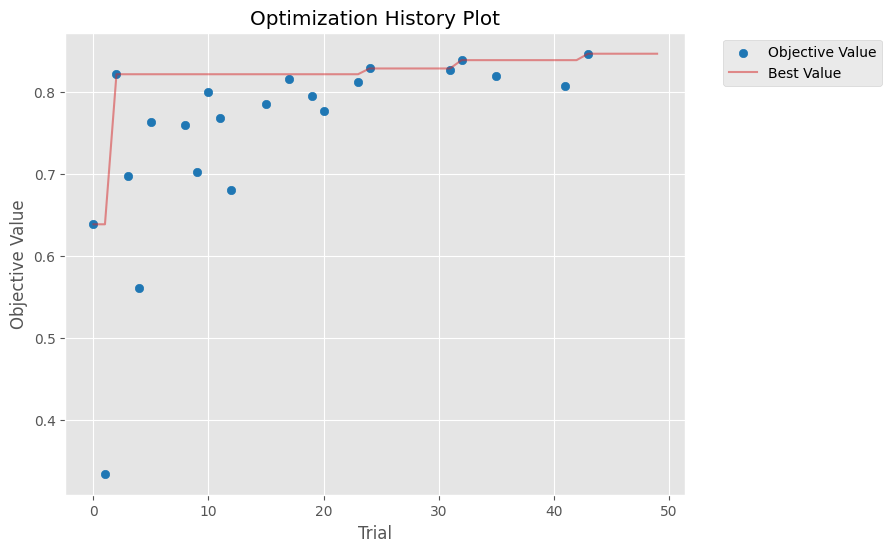 Optimization History Plot
Objective Value
Best Value
Objective Value
0.8
0.7
0.6
0.5
0.4
0 10 20 30 40 50
Trial